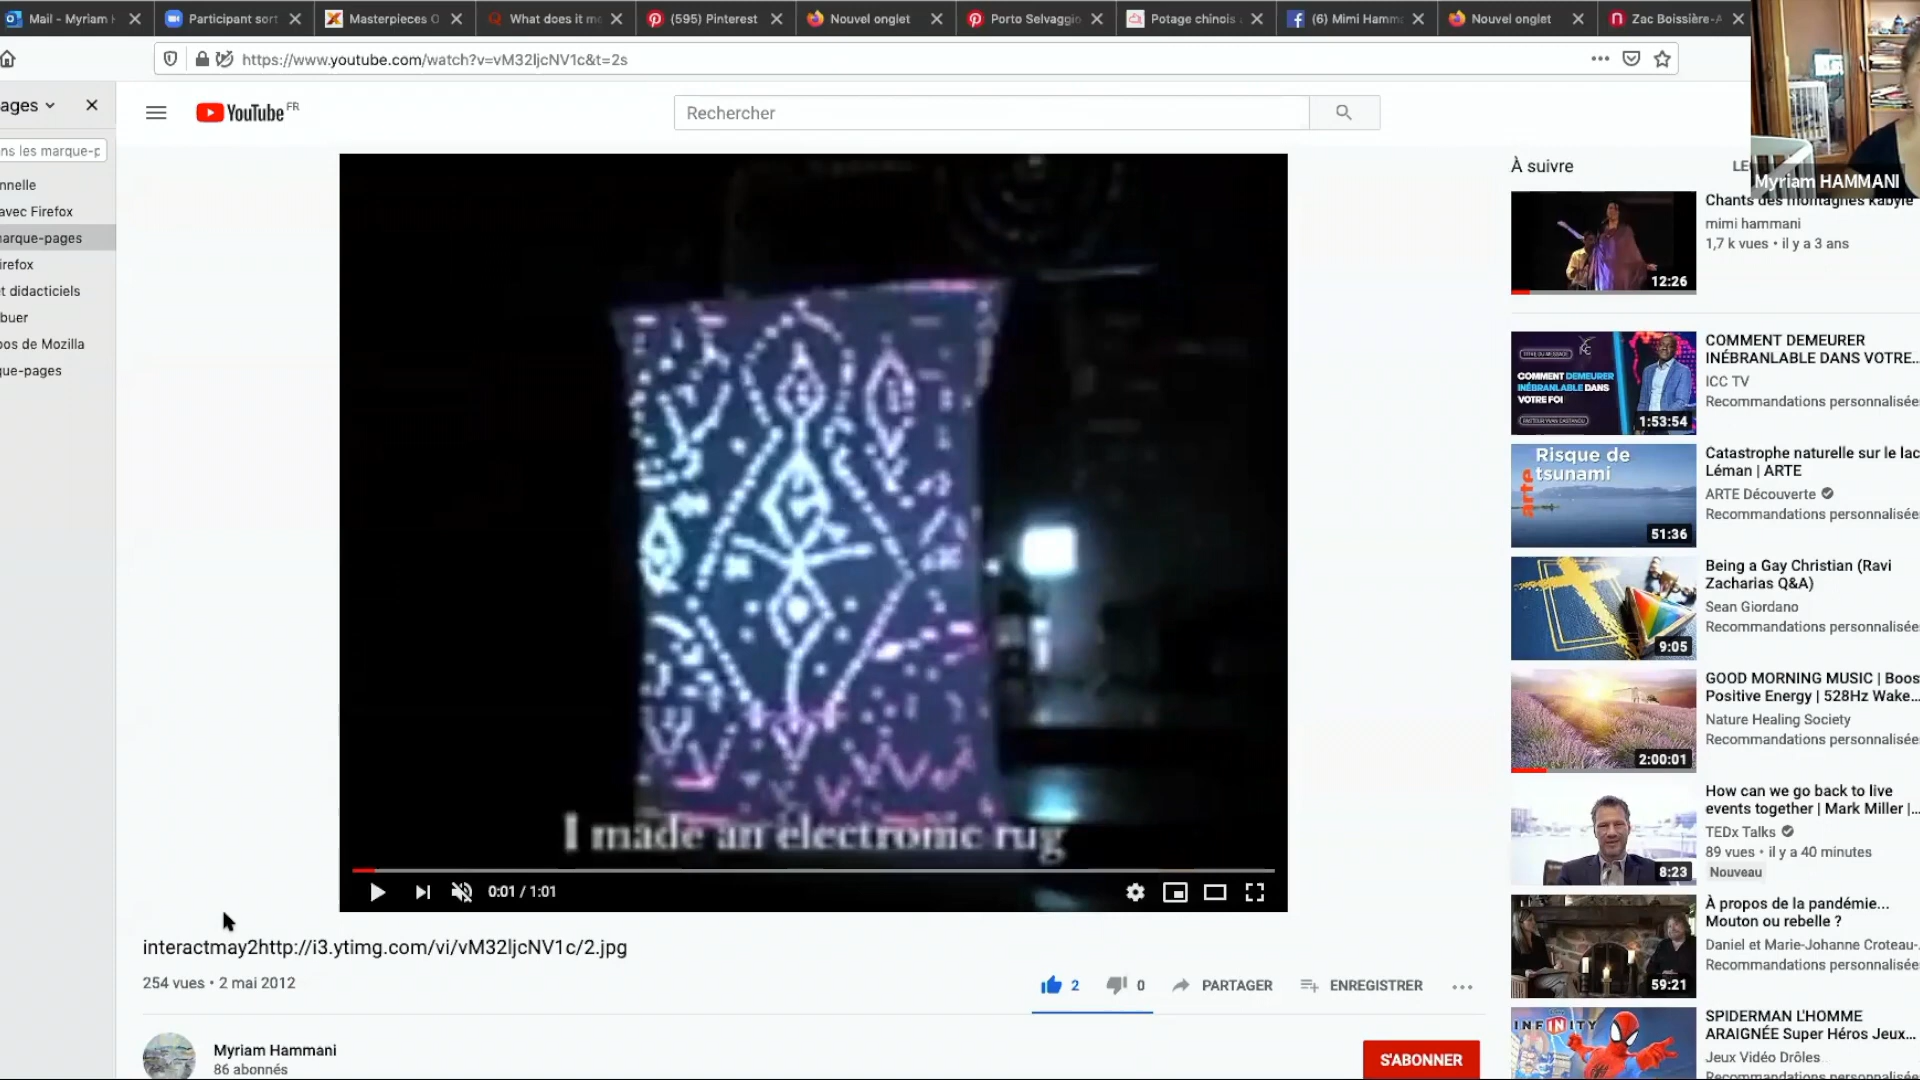 Mail - Myriam H
Participant sort
Masterpieces O
What does it me
(595) Pinterest
Nouvel onglet
Porto Selvaggio
Potage chinois
(6) Mimi Hammo
Nouvel onglet
Zac Boissière-A
https://www.youtube.com/watch?v=vM32ljcNV1c&t=2s
ages
ns les marque-p
nnelle
avec Firefox
arque-pages
irefox
t didacticiels
buer
pos de Mozilla
que-pages
YouTube FR
Rechercher
I made an electronic rug
0:01 / 1:01
interactmay2http://i3.ytimg.com/vi/vM32ljcNV1c/2.jpg
254 vues • 2 mai 2012
2
0
PARTAGER
ENREGISTRER
Myriam Hammani
86 abonnés
S'ABONNER
À suivre
LE
Myriam HAMMANI
Chants des montagnes kabyle
mimi hammani
1,7 k vues • il y a 3 ans
12:26
COMMENT DEMEURER
INÉBRANLABLE DANS VOTRE...
ICC TV
Recommandations personnalisée
COMMENT DEMEURER
INÉBRANLABLE DANS
VOTRE FOI
1:53:54
Catastrophe naturelle sur le lac
Léman | ARTE
ARTE Découverte
Recommandations personnalisée
Risque de
tsunami
arte
51:36
Being a Gay Christian (Ravi
Zacharias Q&A)
Sean Giordano
Recommandations personnalisée
9:05
GOOD MORNING MUSIC | Boos
Positive Energy | 528Hz Wake...
Nature Healing Society
Recommandations personnalisée
2:00:01
How can we go back to live
events together | Mark Miller |...
TEDx Talks
89 vues • il y a 40 minutes
Nouveau
8:23
À propos de la pandémie...
Mouton ou rebelle ?
Daniel et Marie-Johanne Croteau-
Recommandations personnalisée
59:21
SPIDERMAN L'HOMME
ARAIGNÉE Super Héros Jeux...
Jeux Vidéo Drôles
Recommandations personnalisée
INFINITY